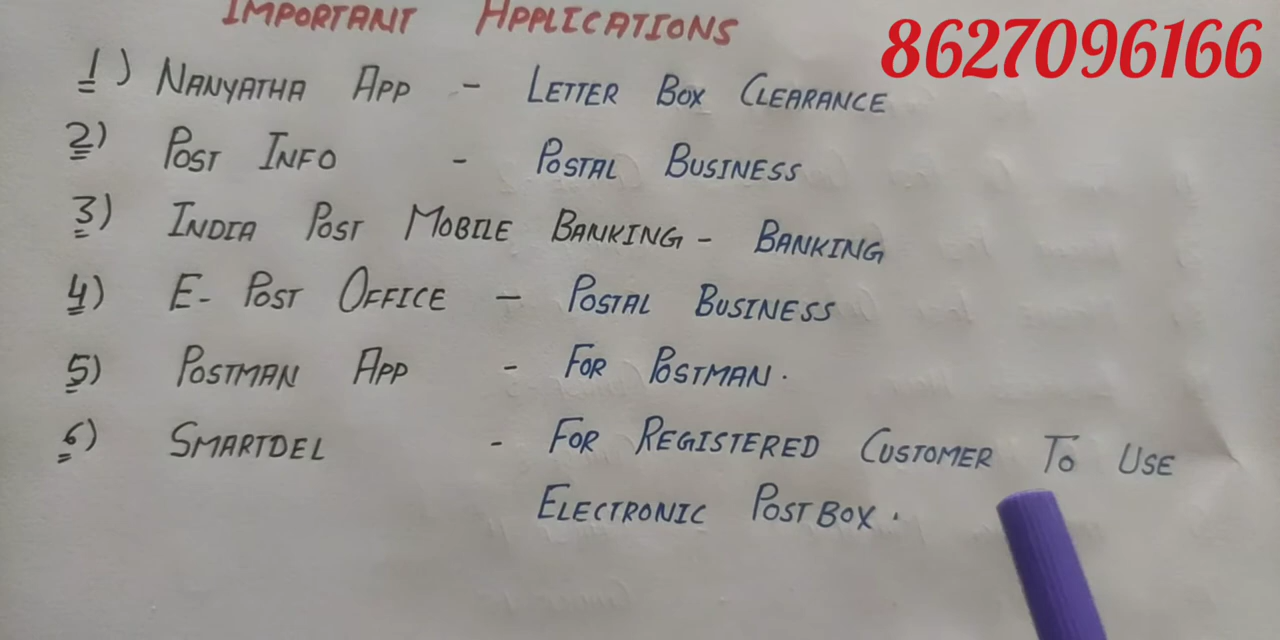 IMPORTANT APPLICATIONS
8627096166
1) NANYATHA APP - LETTER BOX CLEARANCE
2) POST INFO - POSTAL BUSINESS
3) INDIA POST MOBILE BANKING - BANKING
4) E- POST OFFICE - POSTAL BUSINESS
5) POSTMAN APP - FOR POSTMAN.
6) SMARTDEL - FOR REGISTERED CUSTOMER TO USE
ELECTRONIC POST BOX.